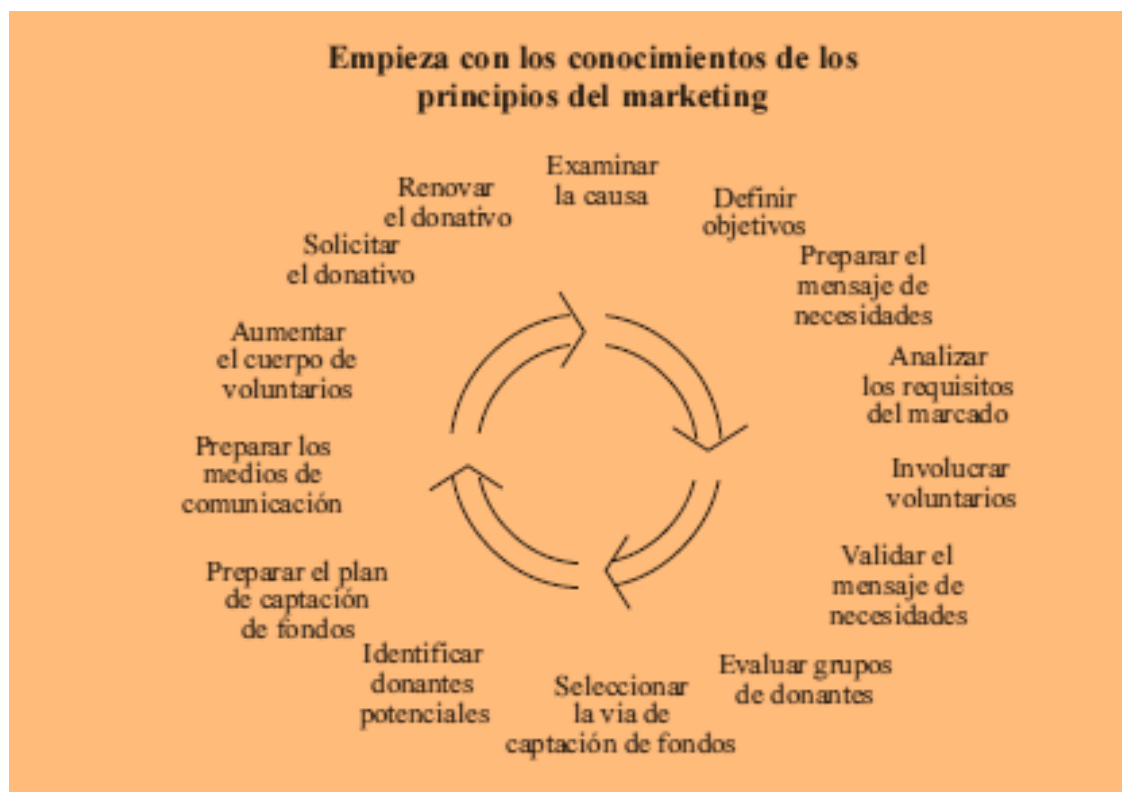 Empieza con los conocimientos de los
principios del marketing
Examinar
la causa
Definir
objetivos
Preparar el
mensaje de
necesidades
Analizar
los requisitos
del marcado
Involucrar
voluntarios
Validar el
mensaje de
necesidades
Evaluar grupos
de donantes
Seleccionar
la via de
captación de fondos
Identificar
donantes
potenciales
Preparar el plan
de captación
de fondos
Preparar los
medios de
comunicación
Aumentar
el cuerpo de
voluntarios
Solicitar
el donativo
Renovar
el donativo